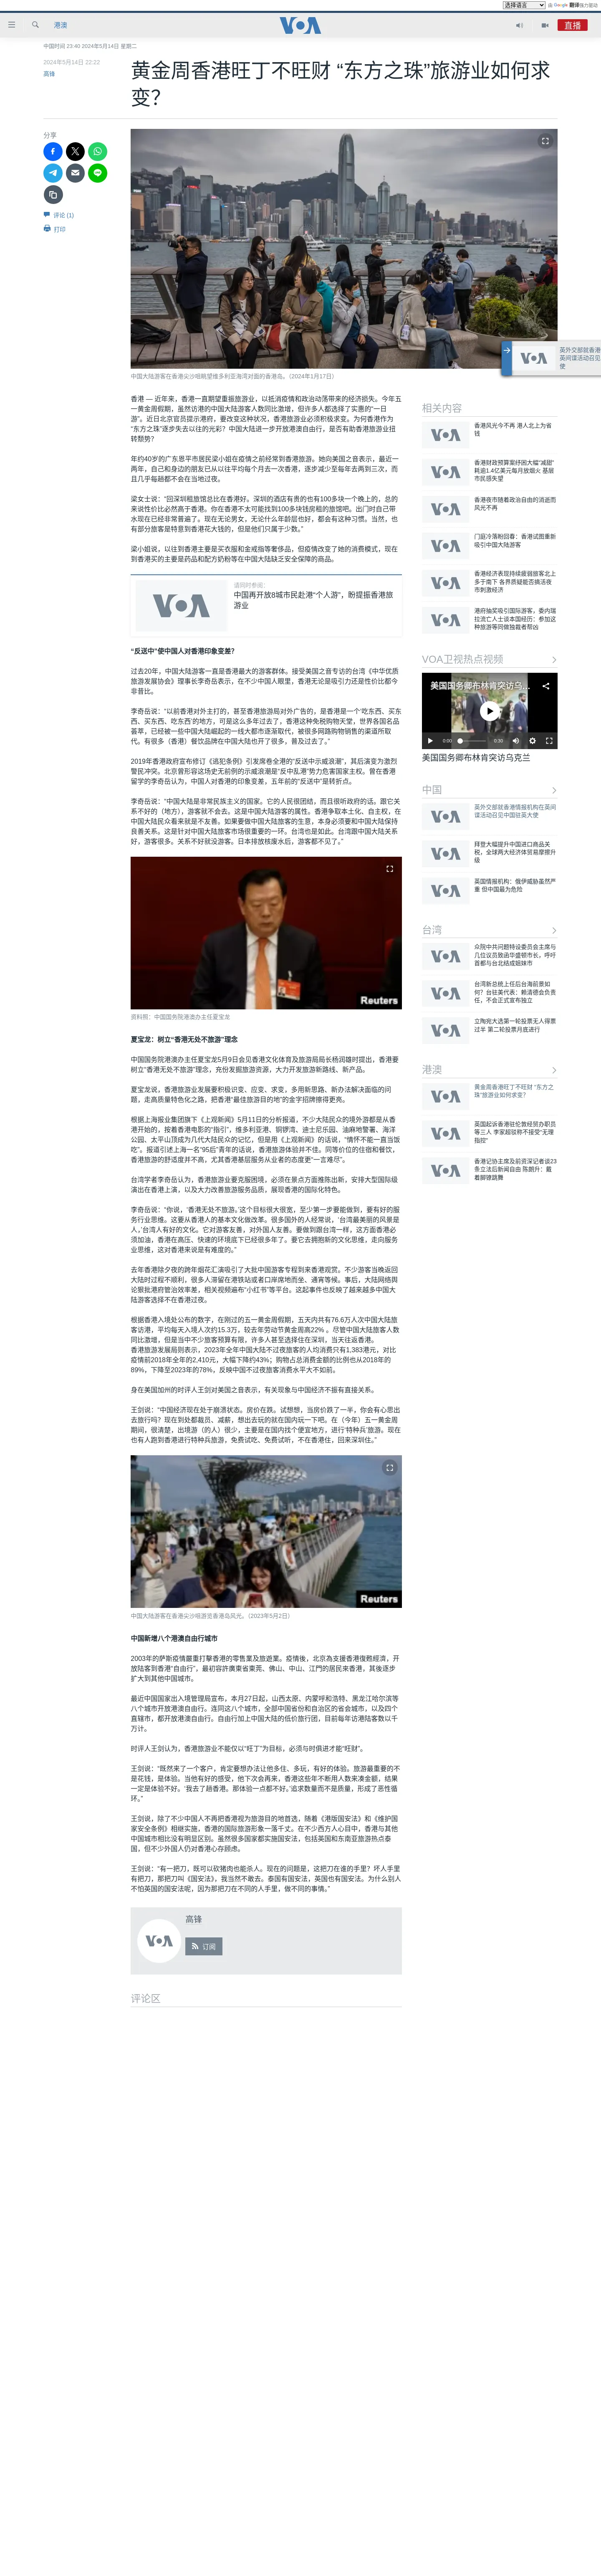 选择语言
由 Google 翻译强力驱动
港澳
VOA
直播
中国时间 23:40 2024年5月14日 星期二
2024年5月14日 22:22
高锋
黄金周香港旺丁不旺财 “东方之珠”旅游业如何求
变？
分享
评论 (1)
打印
中国大陆游客在香港尖沙咀眺望维多利亚海湾对面的香港岛。（2024年1月17日）
英外交部就香港
英间谍活动召见
使
香港 — 近年来，香港一直期望重振旅游业，以抵消疫情和政治动荡带来的经济损失。今年五
一黄金周假期，虽然访港的中国大陆游客人数同比激增，但许多人都选择了实惠的“一日
游”。近日北京官员提示港府，要改变这种状况，香港旅游业必须积极求变。为何香港作为
“东方之珠”逐步失去以往的光彩？中国大陆进一步开放港澳自由行，是否有助香港旅游业扭
转颓势？
年约40岁的广东恩平市居民梁小姐在疫情之前经常到香港旅游。她向美国之音表示，最近一
两年，自己和身边的朋友已从以往平均每个月去一次香港，逐步减少至每年去两到三次，而
且几乎每趟都不会在当地过夜。
梁女士说：“回深圳租旅馆总比在香港好。深圳的酒店有贵的也有100多块一个晚上的，总的
来说性价比必然高于香港。你在香港不太可能找到100多块钱房租的旅馆吧。出门时自己带
水现在已经非常普遍了。现在无论男女，无论什么年龄层也好，都会有这种习惯。当然，也
有部分旅客是特意到香港花大钱的，但是他们只属于少数。”
梁小姐说，以往到香港主要是买衣服和金戒指等奢侈品，但疫情改变了她的消费模式，现在
到香港买的主要是药品和配方奶粉等在中国大陆缺乏安全保障的商品。
请同时参阅:
中国再开放8城市民赴港“个人游”，盼提振香港旅
游业
“反送中”使中国人对香港印象变差？
过去20年，中国大陆游客一直是香港最大的游客群体。接受美国之音专访的台湾《中华优质
旅游发展协会》理事长李奇岳表示，在不少中国人眼里，香港无论是吸引力还是性价比都今
非昔比。
李奇岳说：“以前香港对外主打的，甚至香港旅游局对外广告的，是香港是一个‘吃东西、买东
西、买东西、吃东西’的地方，可是这么多年过去了，香港这种免税购物天堂，世界各国名品
荟萃，已经被一些中国大陆崛起的一线大都市逐渐取代，被很多网路购物销售的渠道所取
代。有很多（香港）餐饮品牌在中国大陆也开了很多，普及过去了。”
2019年香港政府宣布修订《逃犯条例》引发席卷全港的“反送中示威浪潮”，其后演变为激烈
警民冲突。北京曾形容这场史无前例的示威浪潮是“反中乱港”势力危害国家主权。曾在香港
留学的李奇岳认为，中国人对香港的印象变差，五年前的“反送中”是转折点。
李奇岳说：“中国大陆是非常民族主义的国家。它的人民很团结，而且很听政府的话。跟它关
系不好的（地方），游客就不会去。这是中国大陆游客的属性。香港争取民主化、自主权，在
中国大陆民众看来就是不友善。如果要做中国大陆旅客的生意，本身必须要和中国大陆保持
良善关系。这是针对中国大陆旅客市场很重要的一环。台湾也是如此。台湾跟中国大陆关系
好，游客很多。关系不好就没游客。日本排放核废水后，游客都不见了。”
Reuters
资料照：中国国务院港澳办主任夏宝龙
夏宝龙：树立“香港无处不旅游”理念
中国国务院港澳办主任夏宝龙5月9日会见香港文化体育及旅游局局长杨润雄时提出，香港要
树立“香港无处不旅游”理念，充份发掘旅游资源，大力开发旅游新路线、新产品。
夏宝龙说，香港旅游业发展要积极识变、应变、求变，多用新思路、新办法解决面临的问
题，走高质量特色化之路，把香港“最佳旅游目的地”的金字招牌擦得更亮。
根据上海报业集团旗下《上观新闻》5月11日的分析报道，不少大陆民众的境外游都是从香
港开始的，按着香港电影的“指引”，维多利亚港、铜锣湾、迪士尼乐园、油麻地警署、海洋
公园、太平山顶成为几代大陆民众的记忆，但是用《上观新闻》的话说，“情怀不能一直当饭
吃”。报道引述上海一名“95后”青年的话说，香港旅游体验并不佳。同等价位的住宿和餐饮，
香港旅游的舒适度并不高，尤其香港基层服务从业者的态度更“一言难尽”。
台湾学者李奇岳认为，香港旅游业要克服困境，必须在景点方面推陈出新，安排大型国际级
演出在香港上演，以及大力改善旅游服务品质，展现香港的国际化特色。
李奇岳说：“你说，‘香港无处不旅游，’这个目标很大很宽，至少第一步要能做到，要有好的服
务行业思维。这要从香港人的基本文化做改革。很多国外的人经常说，‘台湾最美丽的风景是
人，’台湾人有好的文化。它对游客友善，对外国人友善。要做到跟台湾一样，这方面香港必
须加油，香港在高压、快速的环境底下已经很多年了。要它去拥抱新的文化思维，走向服务
业思维，这对香港来说是有难度的。”
去年香港除夕夜的跨年烟花汇演吸引了大批中国游客专程到来香港观赏。不少游客当晚返回
大陆时过程不顺利，很多人滞留在港铁站或者口岸席地而坐、通宵等候。事后，大陆网络舆
论狠批港府管治效率差，相关视频遍布“小红书”等平台。这起事件也反映了越来越多中国大
陆游客选择不在香港过夜。
根据香港入境处公布的数字，在刚过的五一黄金周假期，五天内共有76.6万人次中国大陆旅
客访港，平均每天入境人次约15.3万，较去年劳动节黄金周高22% 。尽管中国大陆旅客人数
同比激增，但是当中不少旅客预算有限，许多人甚至选择住在深圳，当天往返香港。
香港旅游发展局则表示，2023年全年中国大陆不过夜旅客的人均消费只有1,383港元，对比
疫情前2018年全年的2,410元，大幅下降约43%；购物占总消费金额的比例也从2018年的
89%，下降至2023年的78%，反映中国不过夜旅客消费水平大不如前。
身在美国加州的时评人王剑对美国之音表示，有关现象与中国经济不振有直接关系。
王剑说：“中国经济现在处于崩溃状态。房价在跌。试想想，当房价跌了一半，你会有心思出
去旅行吗？现在到处都裁员、减薪，想出去玩的就在国内玩一下吧。在（今年）五一黄金周
期间，很清楚，出境游（的人）很少，主要是在国内找个便宜地方，进行‘特种兵’旅游。现在
也有人跑到香港进行特种兵旅游，免费试吃、免费试听，不在香港住，回来深圳住。”
Reuters
中国大陆游客在香港尖沙咀游览香港岛风光。（2023年5月2日）
中国新增八个港澳自由行城市
2003年的萨斯疫情嚴重打撃香港的零售業及旅遊業。疫情後，北京為支援香港復甦經濟，开
放陆客到香港“自由行”，最初容許廣東省東莞、佛山、中山、江門的居民来香港，其後逐步
扩大到其他中国城市。
最近中国国家出入境管理局宣布，本月27日起，山西太原、内蒙呼和浩特、黑龙江哈尔滨等
八个城市开放港澳自由行。连同这八个城市，全部中国省份和自治区的省会城市，以及四个
直辖市，都开放港澳自由行。自由行加上中国大陆的低价旅行团，目前每年访港陆客数以千
万计。
时评人王剑认为，香港旅游业不能仅以“旺丁”为目标，必须与时俱进才能“旺财”。
王剑说：“既然来了一个客户，肯定要想办法让他多住、多玩，有好的体验。旅游最重要的不
是花钱，是体验。当他有好的感受，他下次会再来，香港这些年不断用人数来凑金额，结果
一定是体验不好。‘我去了趟香港。那体验一点都不好。’追求数量而不是质量，形成了恶性循
环。”
王剑说，除了不少中国人不再把香港视为旅游目的地首选，随着《港版国安法》和《维护国
家安全条例》相继实施，香港的国际旅游形象一落千丈。在不少西方人心目中，香港与其他
中国城市相比没有明显区别。虽然很多国家都实施国安法，包括美国和东南亚旅游热点泰
国，但不少外国人仍对香港心存顾虑。
王剑说：“有一把刀，既可以砍猪肉也能杀人。现在的问题是，这把刀在谁的手里？坏人手里
有把刀，那把刀叫《国安法》，我当然不敢去。泰国有国安法，英国也有国安法。为什么别人
不怕英国的国安法呢，因为那把刀在不同的人手里，做不同的事情。”
VOA
高锋
订阅
评论区
相关内容
香港风光今不再 港人北上为省
钱
香港财政预算案纾困大幅“减甜”
耗逾1.4亿美元每月放烟火 基层
市民感失望
香港夜市随着政治自由的消逝而
风光不再
门庭冷落盼回春：香港试图重新
吸引中国大陆游客
香港经济表现持续疲弱旅客北上
多于南下 各界质疑能否搞活夜
市刺激经济
港府抽奖吸引国际游客，委内瑞
拉流亡人士谈本国经历：参加这
种旅游等同做独裁者帮凶
VOA卫视热点视频
美国国务卿布林肯突访乌...
0:00
0:30
美国国务卿布林肯突访乌克兰
中国
英外交部就香港情报机构在英间
谍活动召见中国驻英大使
拜登大幅提升中国进口商品关
税，全球两大经济体贸易摩擦升
级
英国情报机构：俄伊威胁虽然严
重 但中国最为危险
台湾
众院中共问题特设委员会主席与
几位议员致函华盛顿市长，呼吁
首都与台北结成姐妹市
台湾新总统上任后台海前景如
何？台驻美代表：赖清德会负责
任，不会正式宣布独立
立陶宛大选第一轮投票无人得票
过半 第二轮投票月底进行
港澳
黄金周香港旺丁不旺财 “东方之
珠”旅游业如何求变？
英国起诉香港驻伦敦经贸办职员
等三人 李家超驳称不接受“无理
指控”
香港记协主席及前资深记者谈23
条立法后新闻自由 陈朗升：戴
着脚镣跳舞